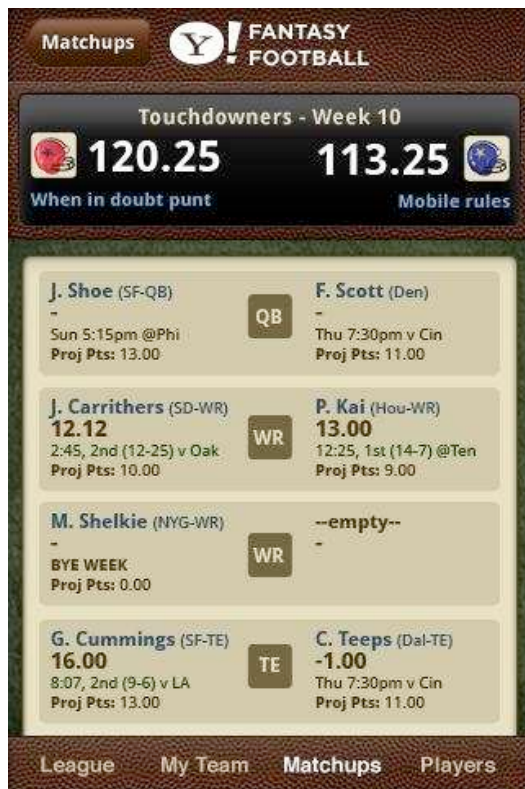 Matchups
Y! FANTASY
FOOTBALL
Touchdowners - Week 10
120.25 113.25
When in doubt punt Mobile rules
J. Shoe (SF-QB) QB F. Scott (Den)
- -
Sun 5:15pm @Phi Thu 7:30pm v Cin
Proj Pts: 13.00 Proj Pts: 11.00
J. Carrithers (SD-WR) WR P. Kai (Hou-WR)
12.12 13.00
2:45, 2nd (12-25) v Oak 12:25, 1st (14-7) @Ten
Proj Pts: 10.00 Proj Pts: 9.00
M. Shelkie (NYG-WR) WR --empty--
- -
BYE WEEK
Proj Pts: 0.00
G. Cummings (SF-TE) TE C. Teeps (Dal-TE)
16.00 -1.00
8:07, 2nd (9-6) v LA Thu 7:30pm v Cin
Proj Pts: 13.00 Proj Pts: 11.00
League My Team Matchups Players